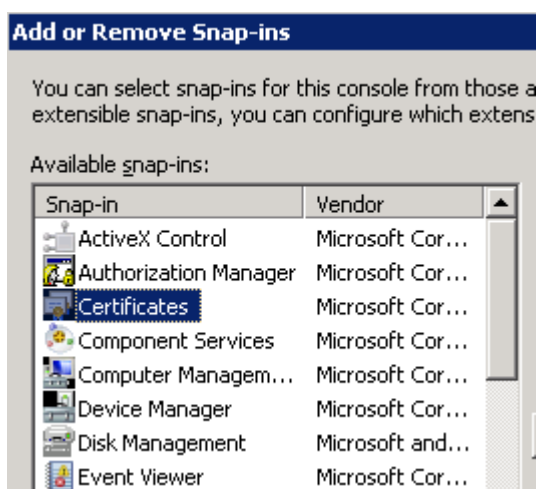 Add or Remove Snap-ins
You can select snap-ins for this console from those a
extensible snap-ins, you can configure which extens
Available snap-ins:
Snap-in Vendor
ActiveX Control Microsoft Cor...
Authorization Manager Microsoft Cor...
Certificates Microsoft Cor...
Component Services Microsoft Cor...
Computer Managem... Microsoft Cor...
Device Manager Microsoft Cor...
Disk Management Microsoft and...
Event Viewer Microsoft Cor...